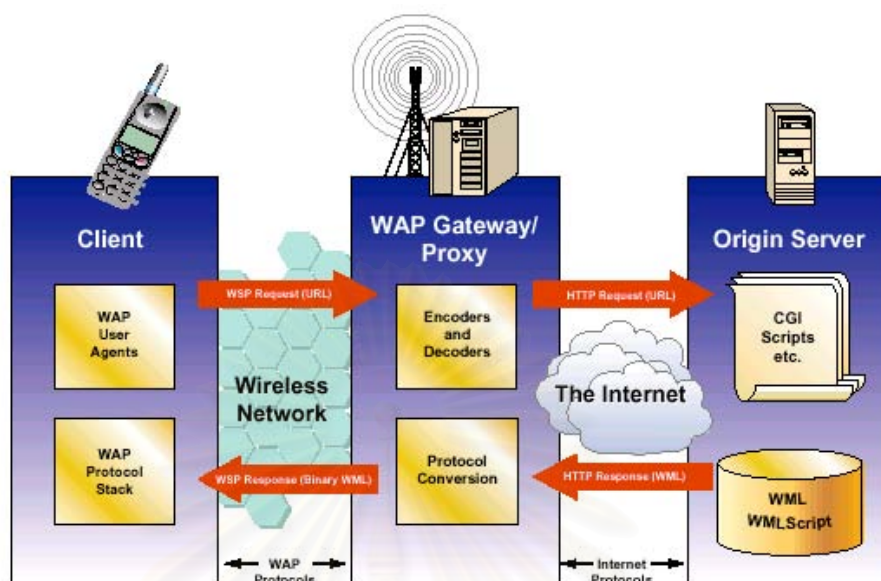 Client
WAP
User
Agents
WAP
Protocol
Stack
WSP Request (URL)
Wireless
Network
WSP Response (Binary WML)
WAP
Protocols
WAP Gateway/
Proxy
Encoders
and
Decoders
Protocol
Conversion
HTTP Request (URL)
The Internet
HTTP Response (WML)
Internet
Protocols
Origin Server
CGI
Scripts
etc.
WML
WMLScript